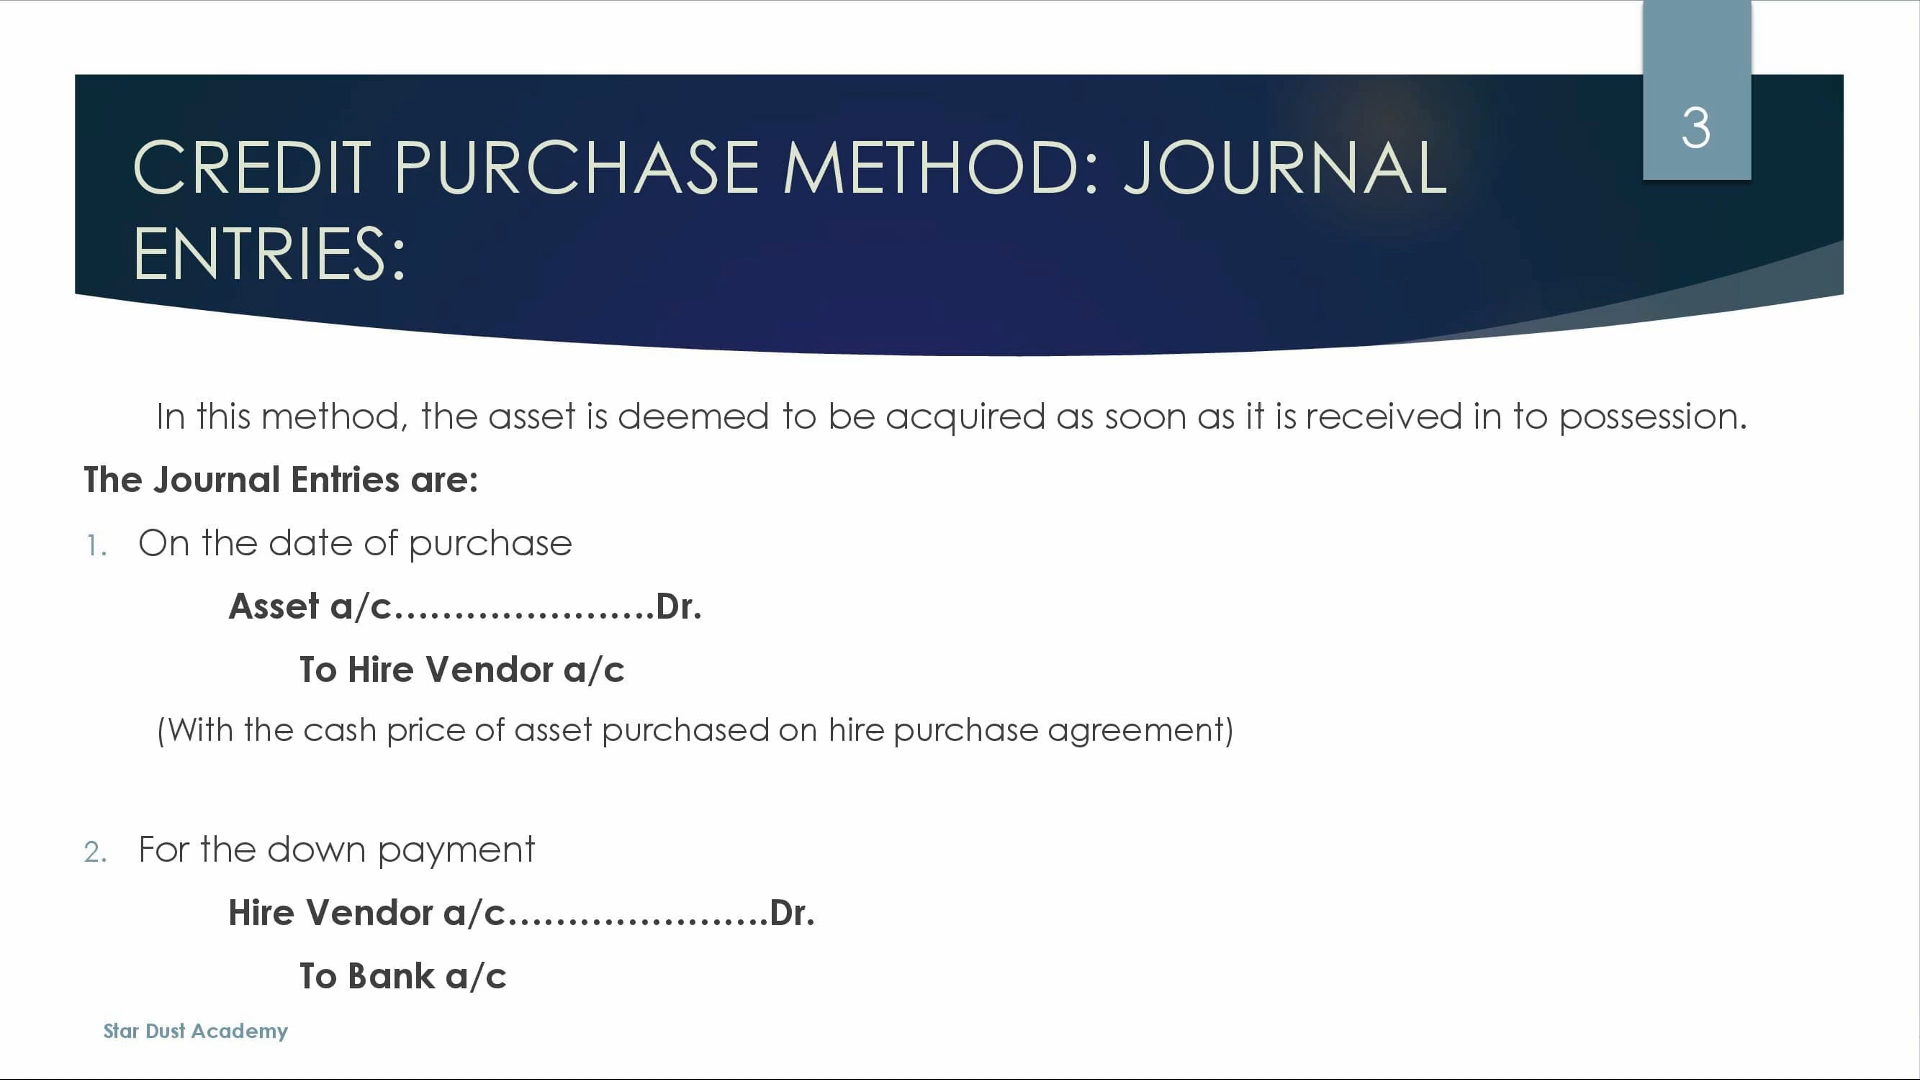 3
CREDIT PURCHASE METHOD: JOURNAL
ENTRIES:
In this method, the asset is deemed to be acquired as soon as it is received in to possession.
The Journal Entries are:
1. On the date of purchase
Asset a/c......................Dr.
To Hire Vendor a/c
(With the cash price of asset purchased on hire purchase agreement)
2. For the down payment
Hire Vendor a/c......................Dr.
To Bank a/c
Star Dust Academy